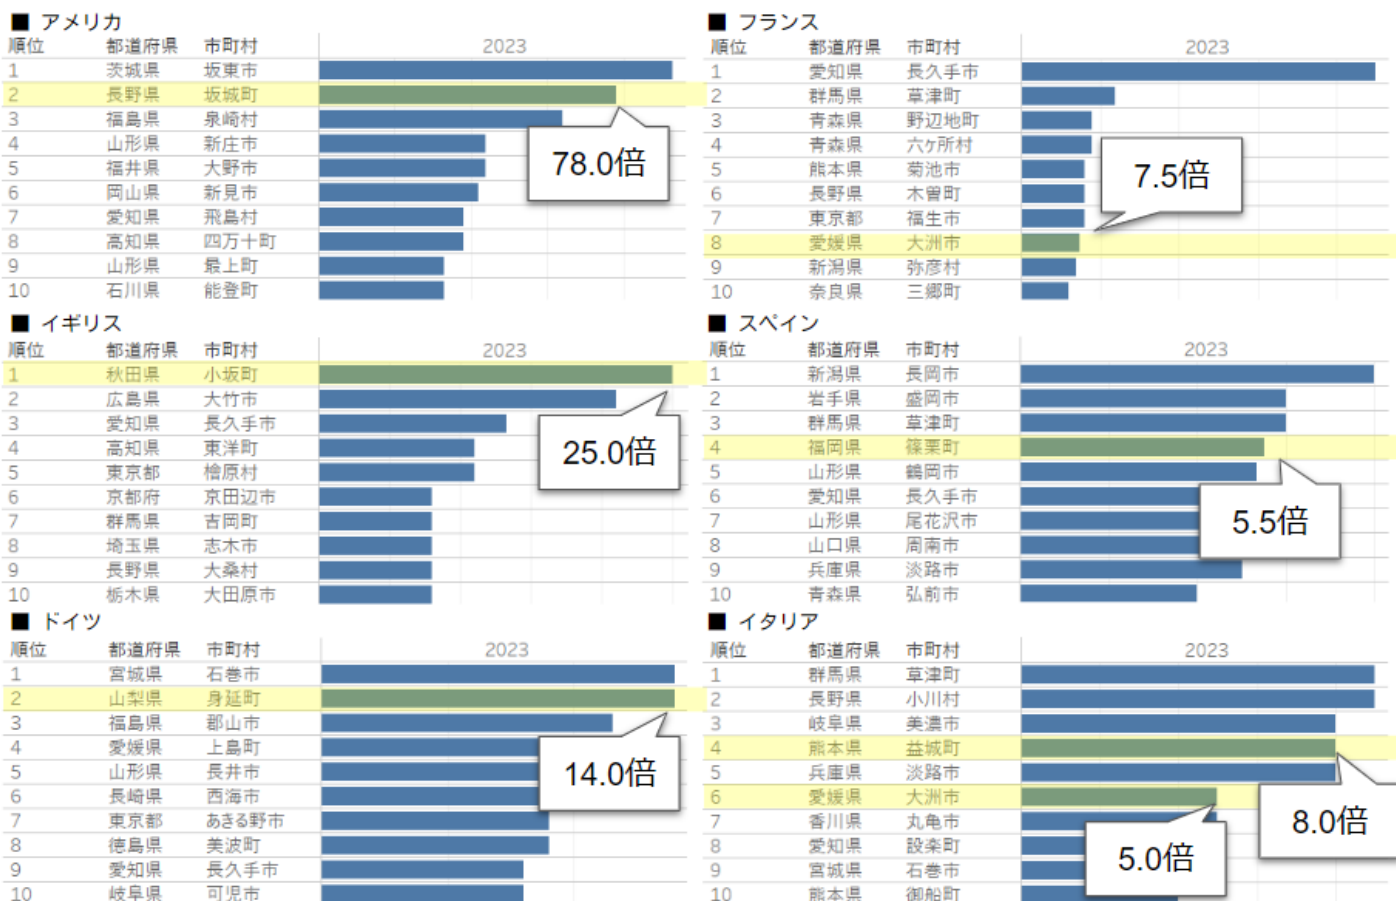 ■ アメリカ
順位 都道府県 市町村 2023
1 茨城県 坂東市
2 長野県 坂城町
3 福島県 泉崎村
4 山形県 新庄市
5 福井県 大野市
6 岡山県 新見市
7 愛知県 飛島村
8 高知県 四万十町
9 山形県 最上町
10 石川県 能登町
78.0倍
■ フランス
順位 都道府県 市町村 2023
1 愛知県 長久手市
2 群馬県 草津町
3 青森県 野辺地町
4 青森県 六ケ所村
5 熊本県 菊池市
6 長野県 木曽町
7 東京都 福生市
8 愛媛県 大洲市
9 新潟県 弥彦村
10 奈良県 三郷町
7.5倍
■ イギリス
順位 都道府県 市町村 2023
1 秋田県 小坂町
2 広島県 大竹市
3 愛知県 長久手市
4 高知県 東洋町
5 東京都 檜原村
6 京都府 京田辺市
7 群馬県 吉岡町
8 埼玉県 志木市
9 長野県 大桑村
10 栃木県 大田原市
25.0倍
■ スペイン
順位 都道府県 市町村 2023
1 新潟県 長岡市
2 岩手県 盛岡市
3 群馬県 草津町
4 福岡県 篠栗町
5 山形県 鶴岡市
6 愛知県 長久手市
7 山形県 尾花沢市
8 山口県 周南市
9 兵庫県 淡路市
10 青森県 弘前市
5.5倍
■ ドイツ
順位 都道府県 市町村 2023
1 宮城県 石巻市
2 山梨県 身延町
3 福島県 郡山市
4 愛媛県 上島町
5 山形県 長井市
6 長崎県 西海市
7 東京都 あきる野市
8 徳島県 美波町
9 愛知県 長久手市
10 岐阜県 可児市
14.0倍
■ イタリア
順位 都道府県 市町村 2023
1 群馬県 草津町
2 長野県 小川村
3 岐阜県 美濃市
4 熊本県 益城町
5 兵庫県 淡路市
6 愛媛県 大洲市
7 香川県 丸亀市
8 愛知県 設楽町
9 宮城県 石巻市
10 熊本県 御船町
8.0倍
5.0倍